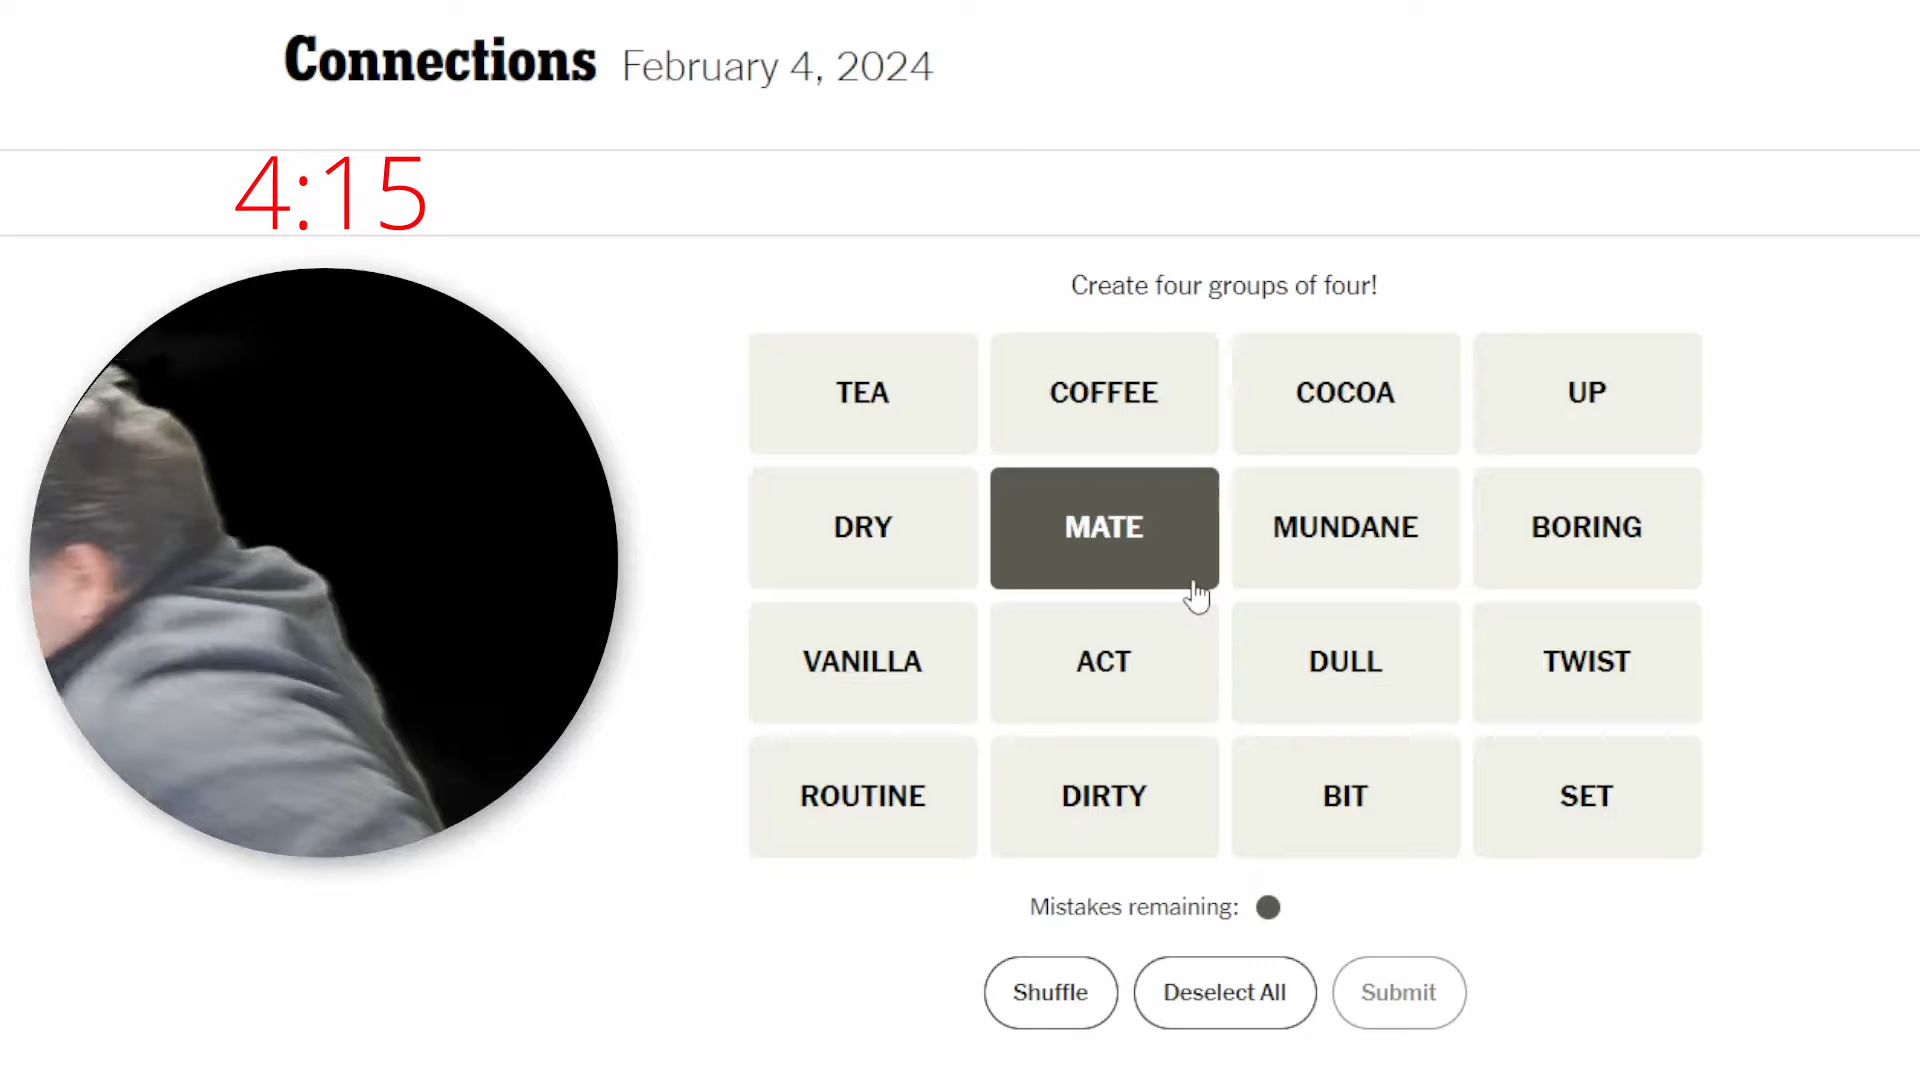 Connections February 4, 2024
4:15
Create four groups of four!
TEA COFFEE COCOA UP
DRY MATE MUNDANE BORING
VANILLA ACT DULL TWIST
ROUTINE DIRTY BIT SET
Mistakes remaining:
Shuffle Deselect All Submit